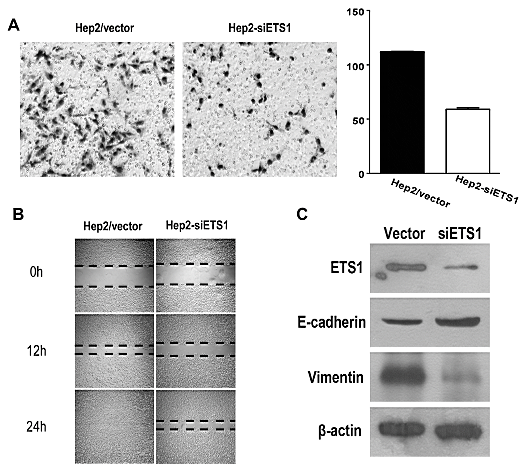 A
Hep2/vector
Hep2-siETS1
150
100
50
0
Hep2/vector
Hep2-siETS1
B
Hep2/vector
Hep2-siETS1
0h
12h
24h
C
Vector
siETS1
ETS1
E-cadherin
Vimentin
β-actin